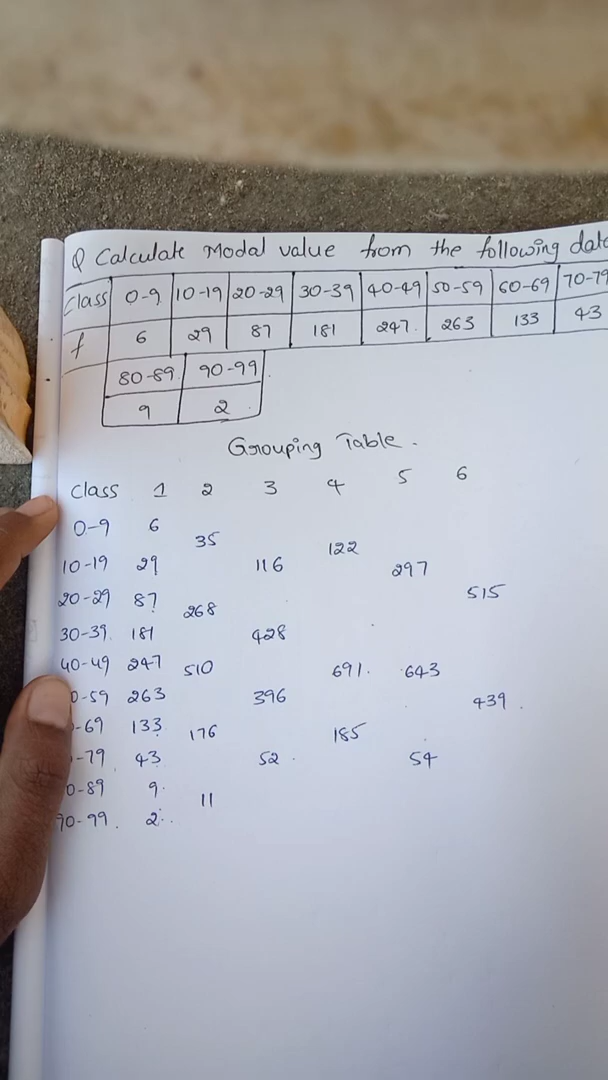 Q Calculate Modal value from the following data
Class 0-9 10-19 20-29 30-39 40-49 50-59 60-69 70-79
f 6 29 87 181 247 263 133 43
80-89 90-99
9 2
Grouping Table.
Class 1 2 3 4 5 6
0-9 6
35
122
10-19 29 116 297
20-29 87 515
268
30-39 181 428
40-49 247 510 691 643
0-59 263 396 439
-69 133 176 185
-79 43 52 54
0-89 9
11
90-99 2